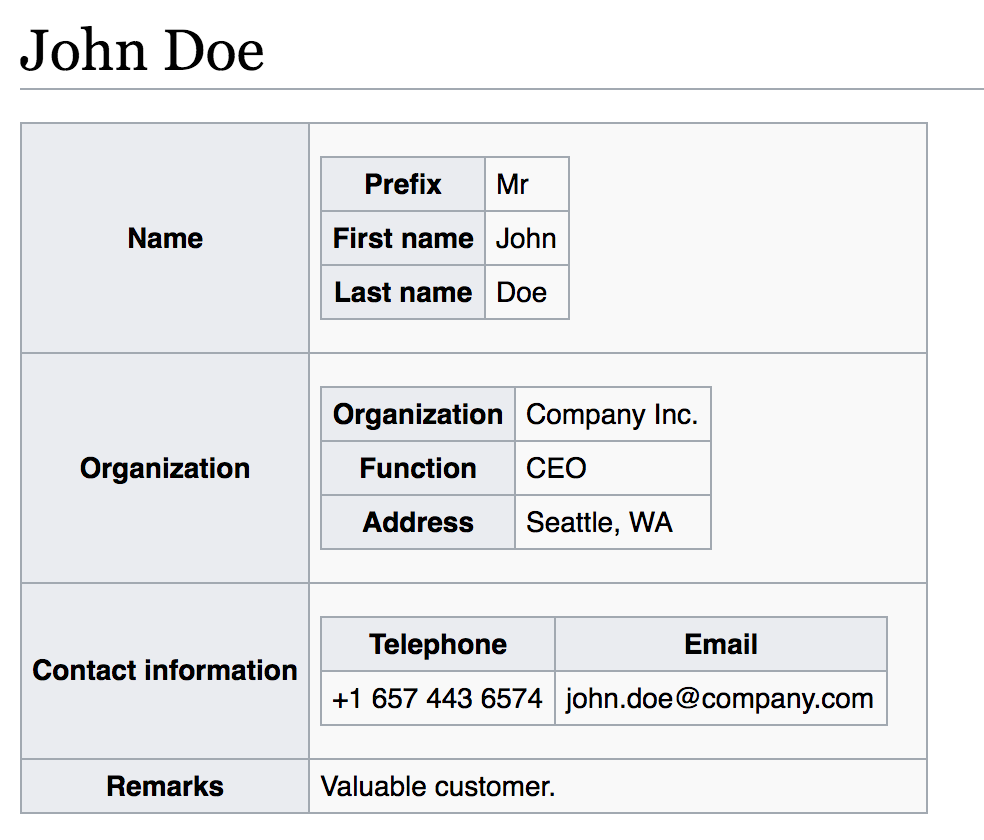 John Doe
Name
Prefix Mr
First name John
Last name Doe
Organization
Organization Company Inc.
Function CEO
Address Seattle, WA
Contact information
Telephone Email
+1 657 443 6574 john.doe@company.com
Remarks Valuable customer.